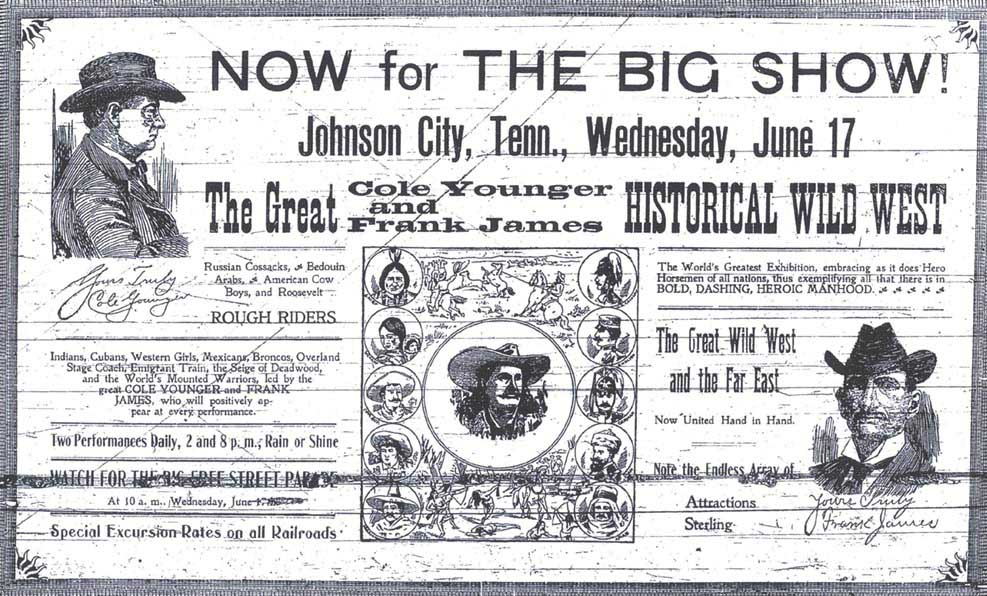 NOW for THE BIG SHOW!
Johnson City, Tenn., Wednesday, June 17
The Great Cole Younger and Frank James HISTORICAL WILD WEST
Yours Truly
Cole Younger
Russian Cossacks, Bedouin
Arabs, American Cow
Boys, and Roosevelt
ROUGH RIDERS
Indians, Cubans, Western Girls, Mexicans, Broncos, Overland
Stage Coach, Emigrant Train, the Seige of Deadwood,
and the World's Mounted Warriors, led by the
great COLE YOUNGER and FRANK
JAMES, who will positively ap-
pear at every performance.
Two Performances Daily, 2 and 8 p. m., Rain or Shine
WATCH FOR THE BIG FREE STREET PARADE
At 10 a. m., Wednesday, June
Special Excursion Rates on all Railroads
The World's Greatest Exhibition, embracing as it does Hero
Horsemen of all nations, thus exemplifying all that there is in
BOLD, DASHING, HEROIC MANHOOD.
The Great Wild West
and the Far East
Now United Hand in Hand.
Note the Endless Array of
Attractions
Sterling
Yours Truly
Frank James